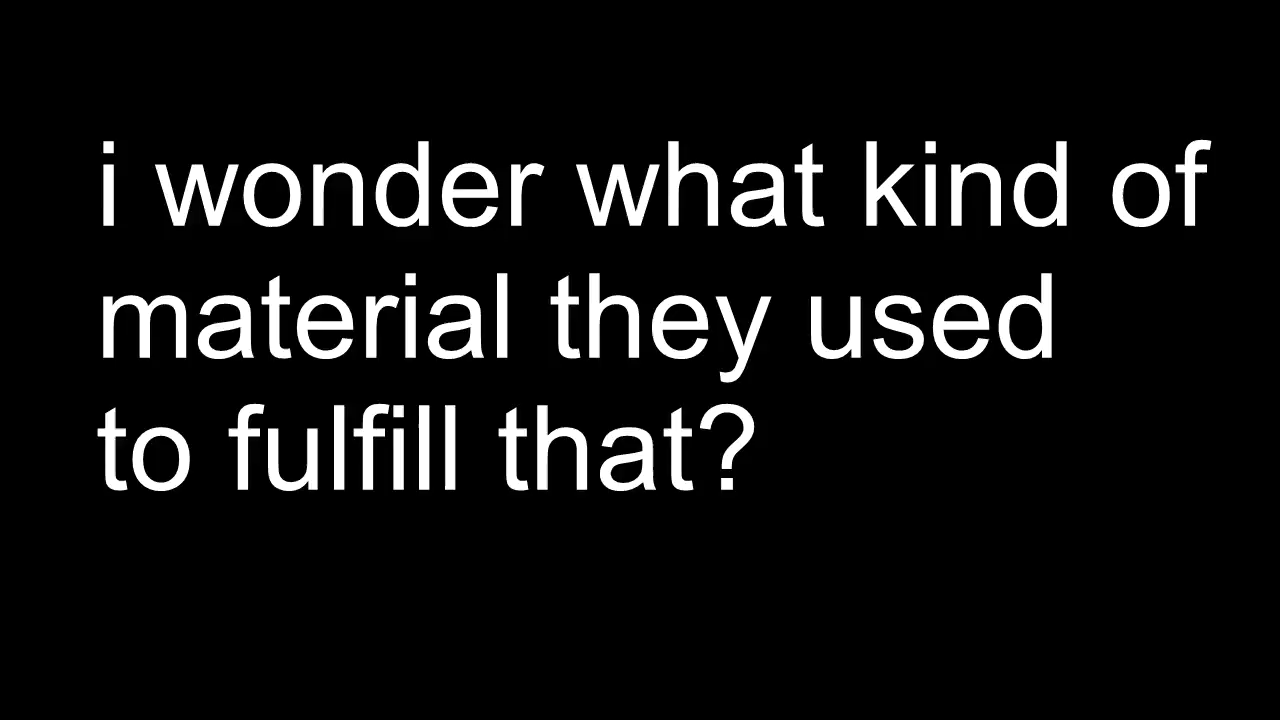 i wonder what kind of
material they used
to fulfill that?